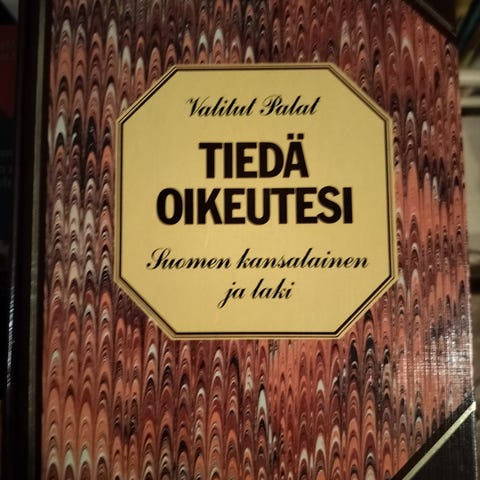 Valitut Palat
TIEDÄ
OIKEUTESI
Suomen kansalainen
ja laki